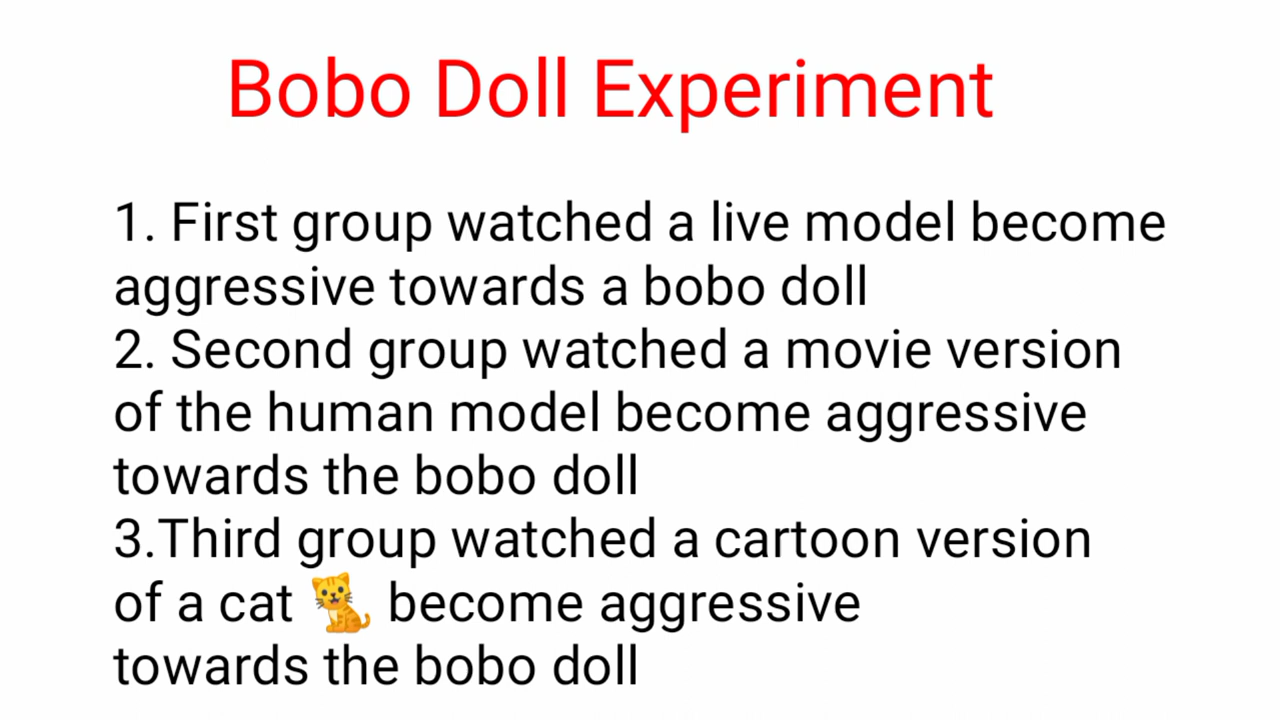 Bobo Doll Experiment
1. First group watched a live model become
aggressive towards a bobo doll
2. Second group watched a movie version
of the human model become aggressive
towards the bobo doll
3.Third group watched a cartoon version
of a cat 🐈 become aggressive
towards the bobo doll